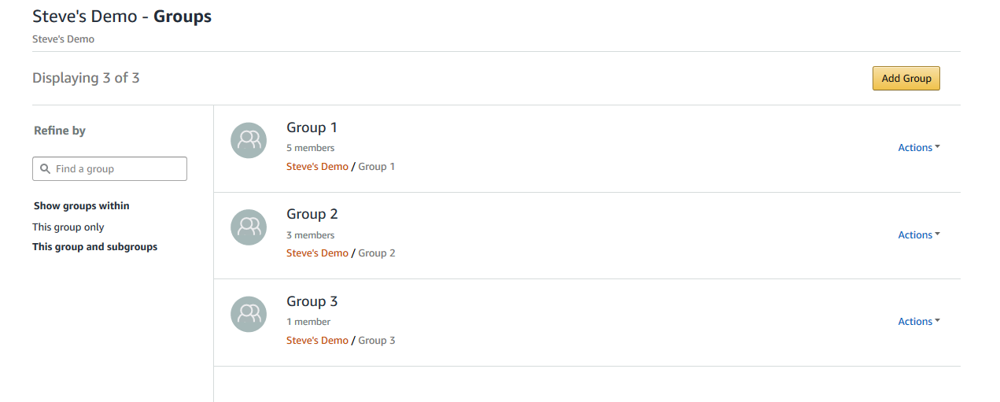 Steve's Demo - Groups
Steve's Demo
Displaying 3 of 3
Add Group
Refine by
Find a group
Show groups within
This group only
This group and subgroups
Group 1
5 members
Steve's Demo / Group 1
Actions
Group 2
3 members
Steve's Demo / Group 2
Actions
Group 3
1 member
Steve's Demo / Group 3
Actions